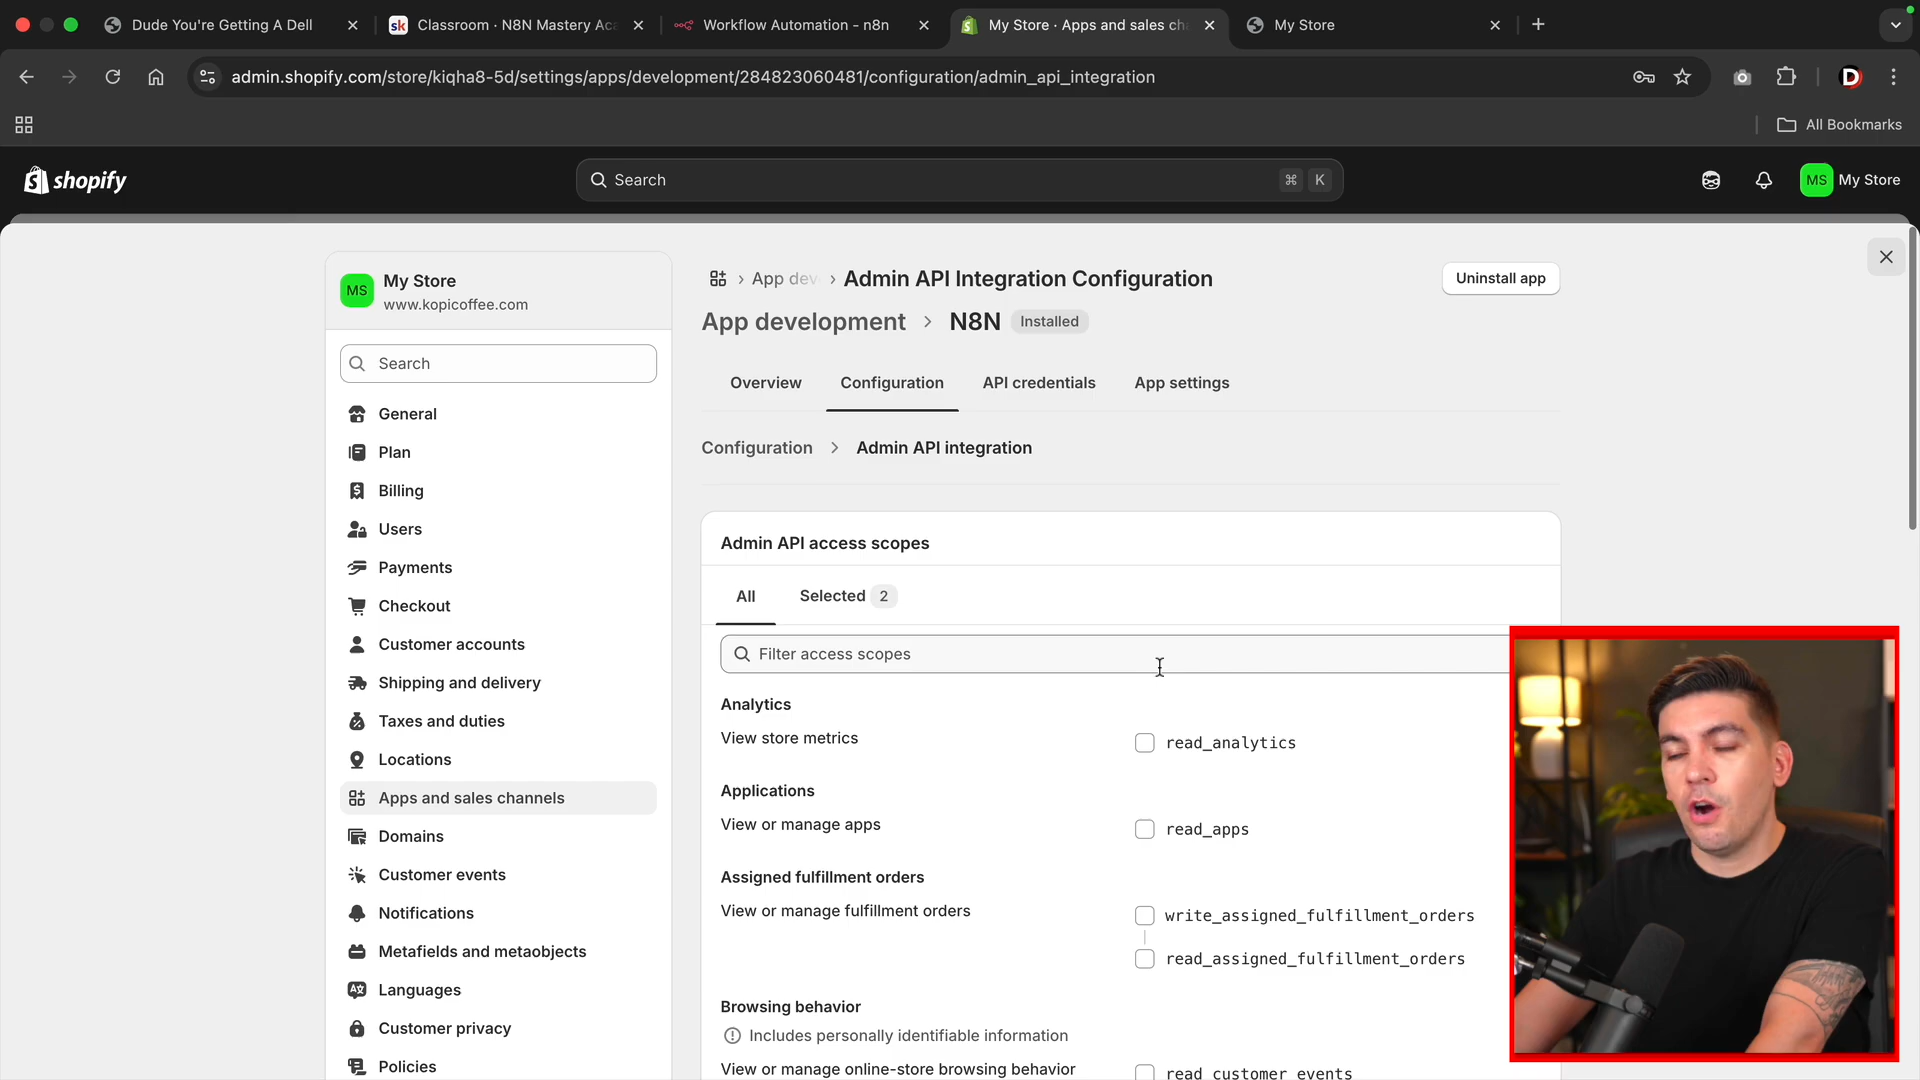 Dude You're Getting A Dell
Classroom · N8N Mastery Aca
Workflow Automation - n8n
My Store · Apps and sales ch
My Store
admin.shopify.com/store/kiqha8-5d/settings/apps/development/284823060481/configuration/admin_api_integration
D
All Bookmarks
shopify
Search
⌘ K
MS My Store
MS My Store
www.kopicoffee.com
Search
General
Plan
Billing
Users
Payments
Checkout
Customer accounts
Shipping and delivery
Taxes and duties
Locations
Apps and sales channels
Domains
Customer events
Notifications
Metafields and metaobjects
Languages
Customer privacy
Policies
App dev › Admin API Integration Configuration
Uninstall app
App development › N8N Installed
Overview Configuration API credentials App settings
Configuration › Admin API integration
Admin API access scopes
All Selected 2
Filter access scopes
Analytics
View store metrics read_analytics
Applications
View or manage apps read_apps
Assigned fulfillment orders
View or manage fulfillment orders write_assigned_fulfillment_orders
read_assigned_fulfillment_orders
Browsing behavior
Includes personally identifiable information
View or manage online-store browsing behavior read_customer_events